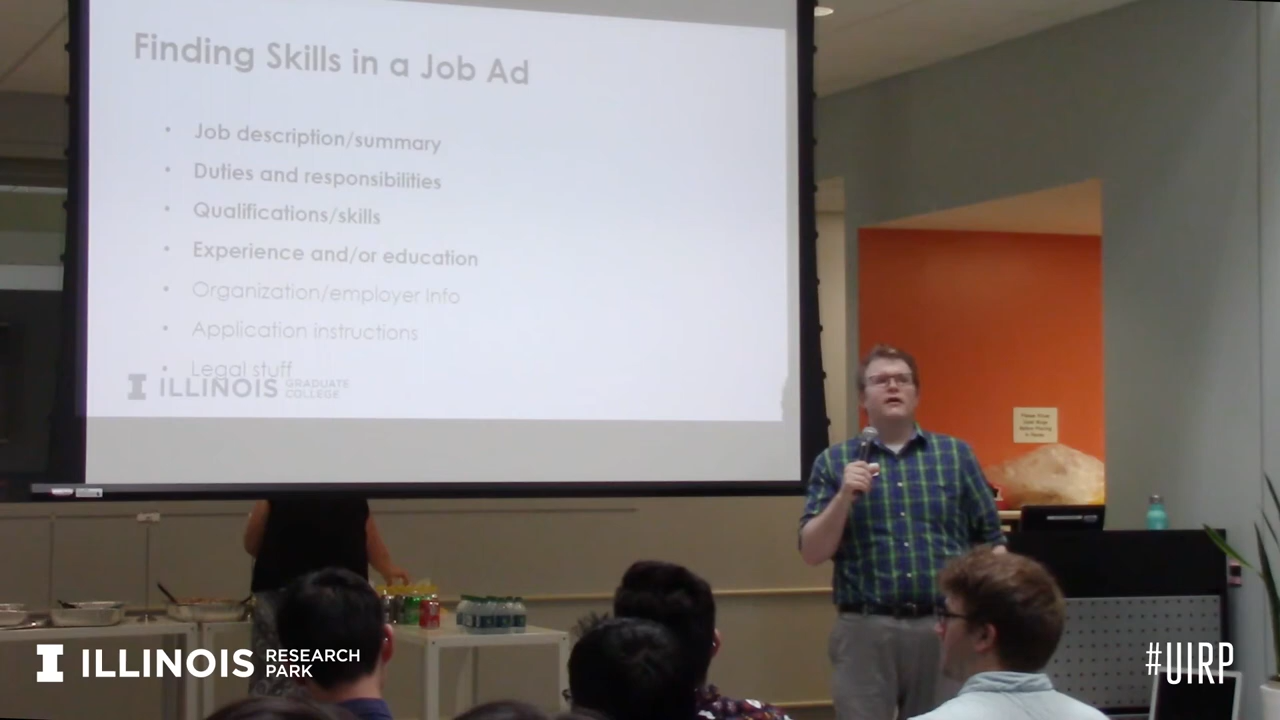 Finding Skills in a Job Ad
• Job description/summary
• Duties and responsibilities
• Qualifications/skills
• Experience and/or education
• Organization/employer Info
• Application instructions
• Legal stuff
I ILLINOIS GRADUATE COLLEGE
I ILLINOIS RESEARCH PARK
#UIRP